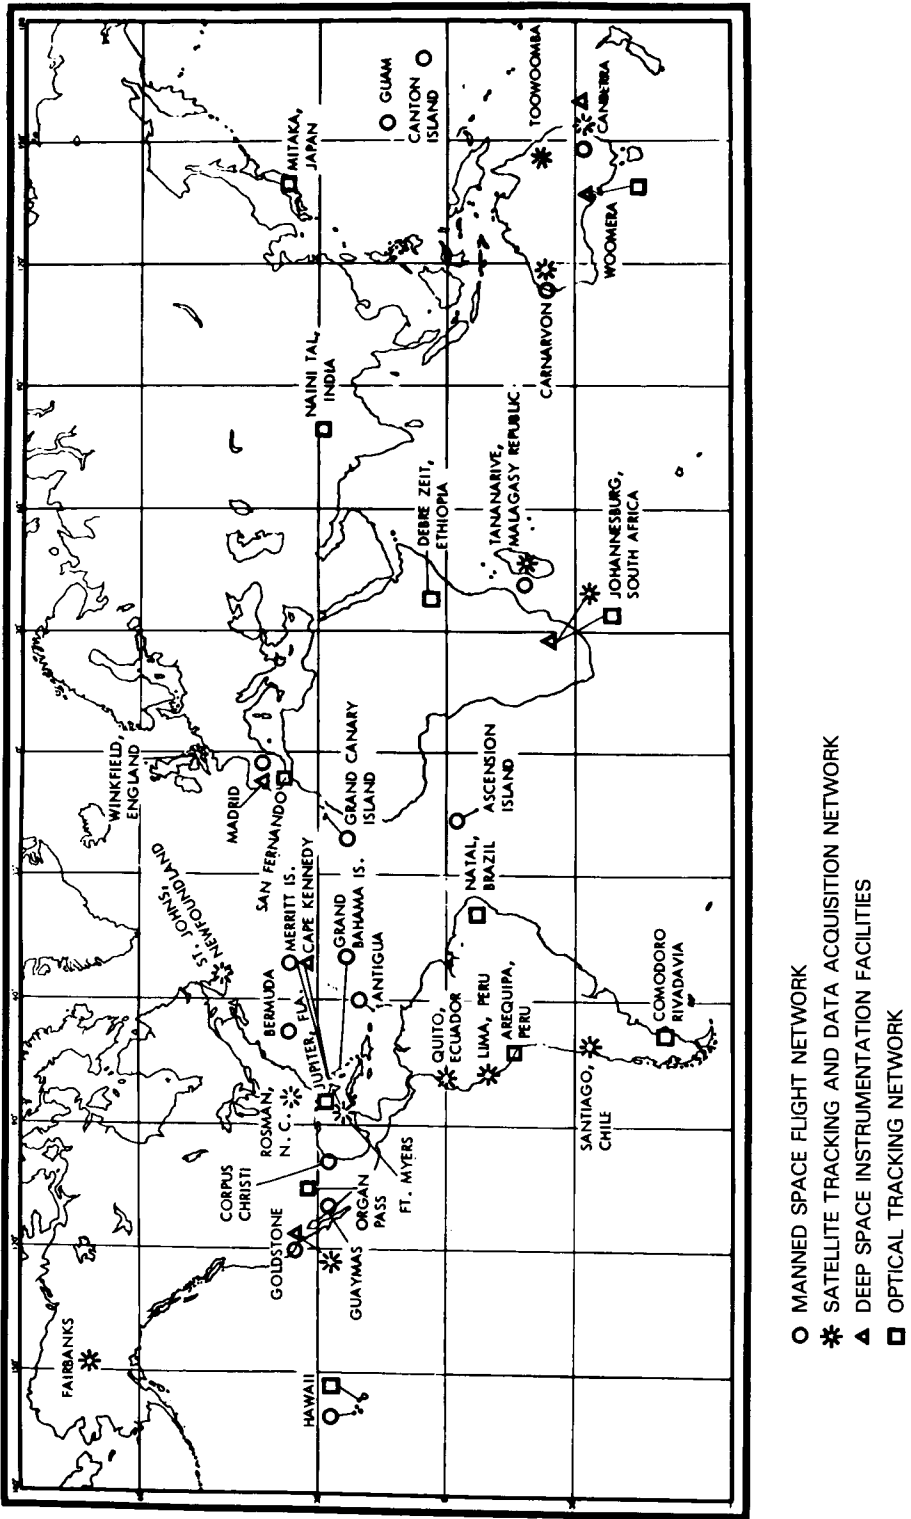 FAIRBANKS
HAWAII
GOLDSTONE
GUAYMAS
ORGAN
PASS
CORPUS
CHRISTI
FT. MYERS
ROSMAN,
N. C.
JUPITER, FLA.
BERMUDA
ST. JOHNS,
NEWFOUNDLAND
MERRITT IS.
CAPE KENNEDY
GRAND
BAHAMA IS.
ANTIGUA
QUITO,
ECUADOR
LIMA, PERU
AREQUIPA,
PERU
SANTIAGO,
CHILE
COMODORO
RIVADAVIA
NATAL,
BRAZIL
WINKFIELD,
ENGLAND
MADRID
SAN FERNANDO
GRAND CANARY
ISLAND
ASCENSION
ISLAND
DEBRE ZEIT,
ETHIOPIA
TANANARIVE,
MALAGASY REPUBLIC
JOHANNESBURG,
SOUTH AFRICA
NAINI TAL,
INDIA
MITAKA,
JAPAN
GUAM
CANTON
ISLAND
CARNARVON
WOOMERA
TOOWOOMBA
CANBERRA
MANNED SPACE FLIGHT NETWORK
SATELLITE TRACKING AND DATA ACQUISITION NETWORK
DEEP SPACE INSTRUMENTATION FACILITIES
OPTICAL TRACKING NETWORK